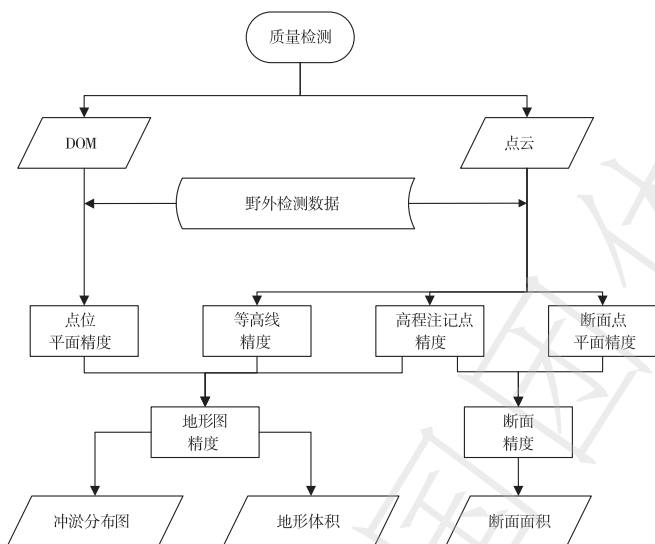 质量检测
DOM
点云
野外检测数据
点位
平面精度
等高线
精度
高程注记点
精度
断面点
平面精度
地形图
精度
断面
精度
冲淤分布图
地形体积
断面面积